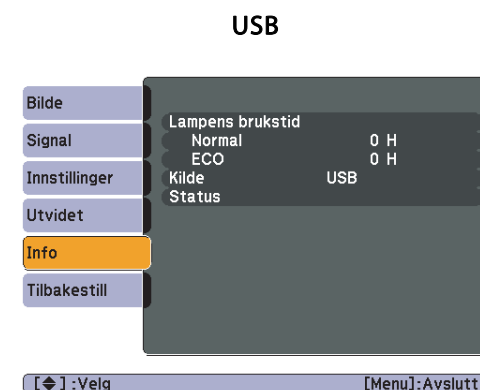 USB
Bilde
Signal
Innstillinger
Utvidet
Info
Tilbakestill
Lampens brukstid
Normal 0 H
ECO 0 H
Kilde USB
Status
[◆] :Velg [Menu]:Avslutt